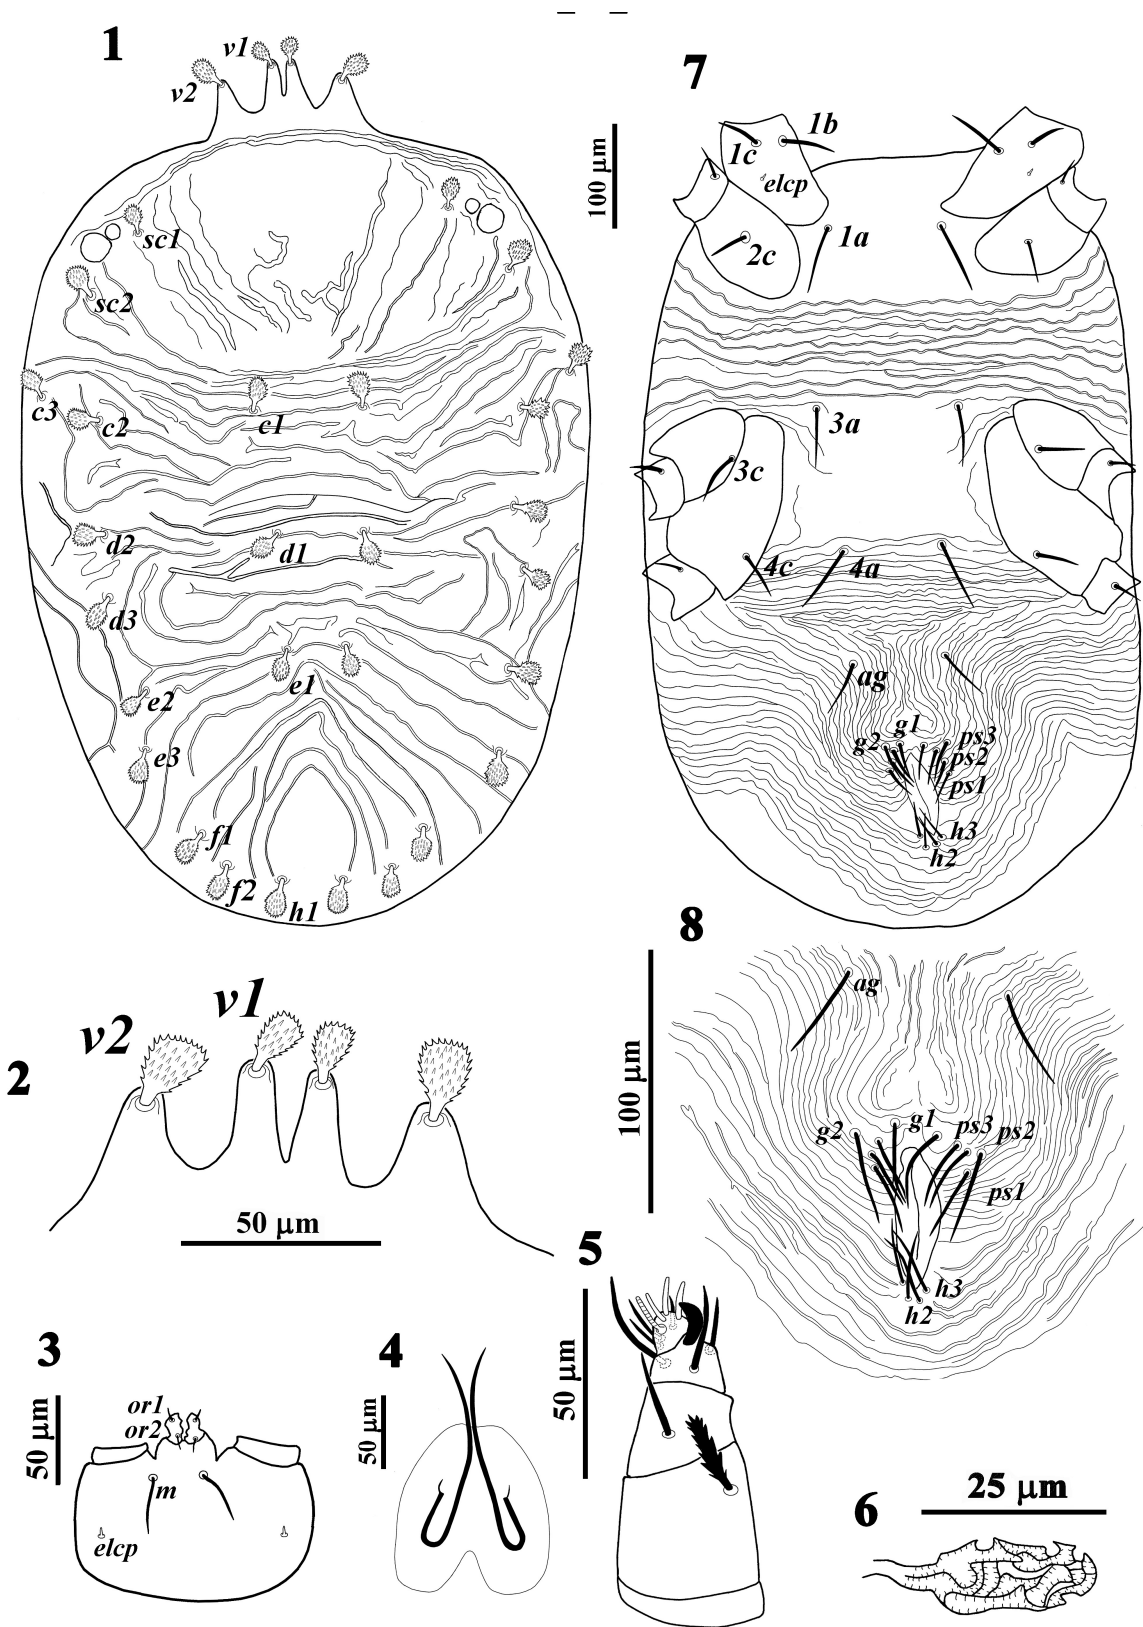 1
v1
v2
sc1
sc2
c3
c2
c1
d2
d1
d3
e1
e2
e3
f1
f2
h1
7
100 µm
1b
1c
elcp
1a
2c
3a
3c
4c
4a
ag
g1
g2
ps3
ps2
ps1
h3
h2
2
v1
v2
50 µm
8
100 µm
ag
g2
g1
ps3
ps2
ps1
h3
h2
3
50 µm
or1
or2
m
elcp
4
50 µm
5
50 µm
6
25 µm